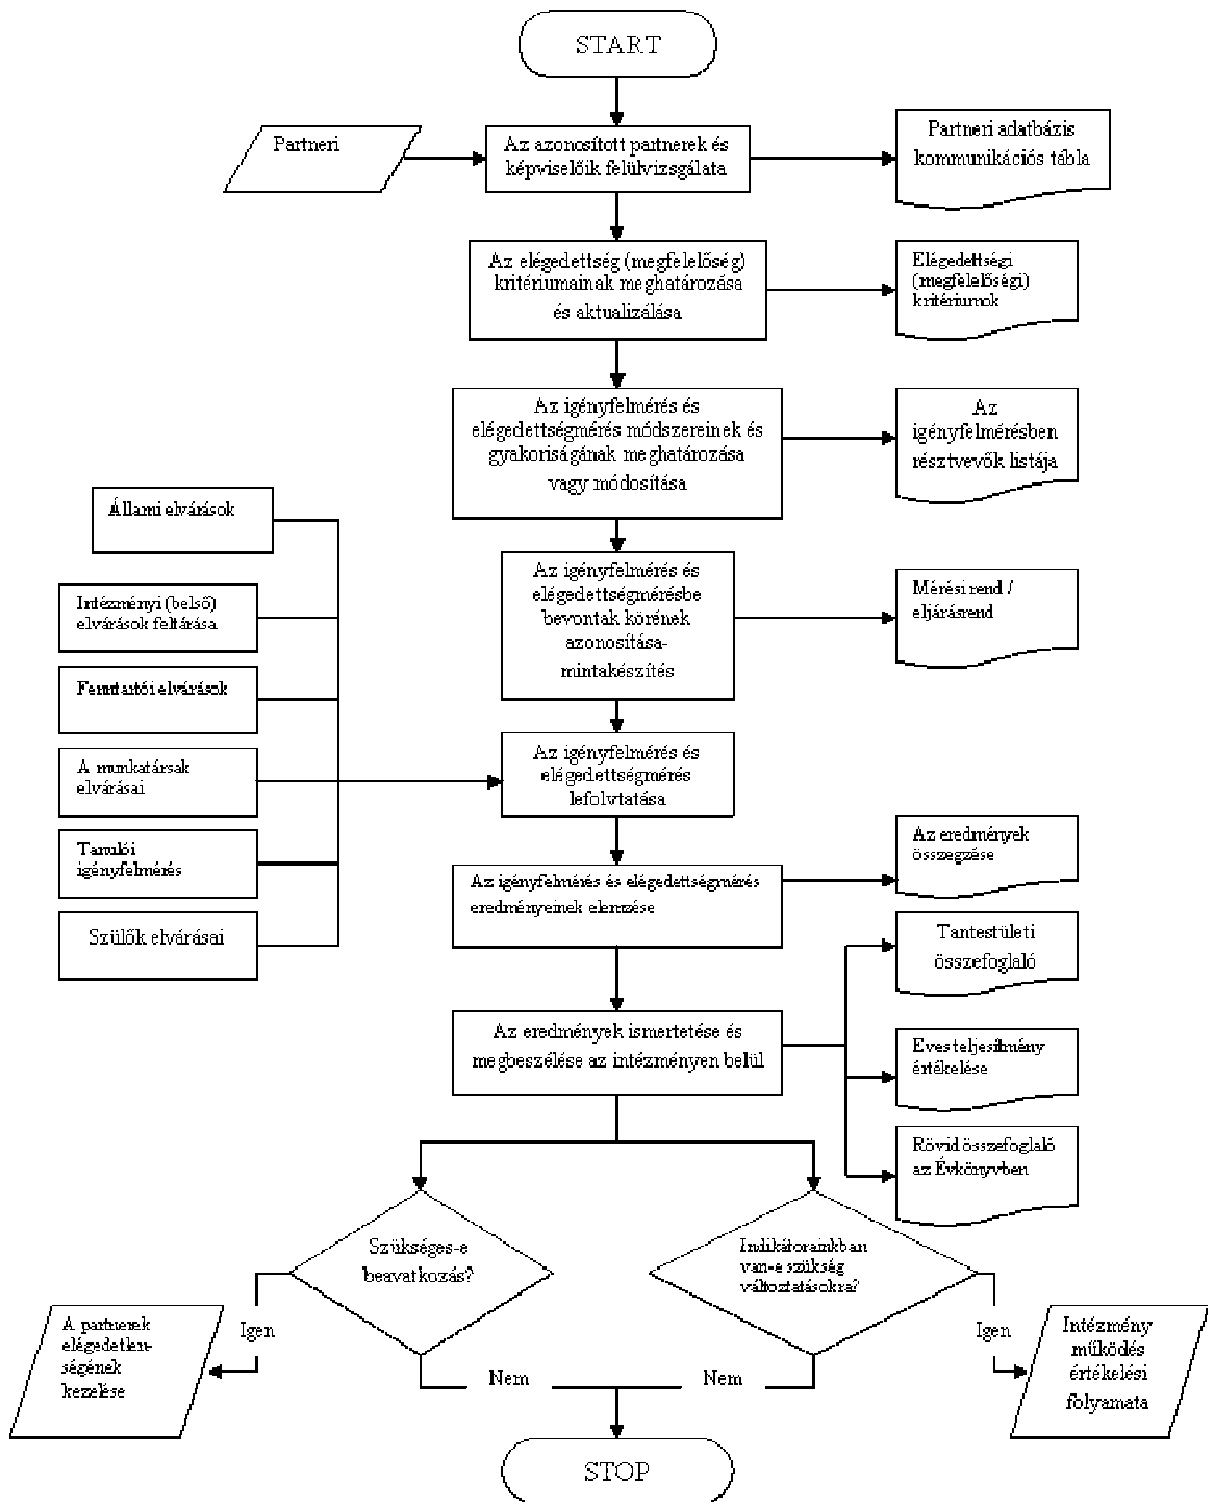 START
Partneri
Az azonosított partnerek és
képviselőik felülvizsgálata
Partneri adatbázis
kommunikációs tábla
Az elégedettség (megfelelőség)
kritériumainak meghatározása
és aktualizálása
Elégedettségi
(megfelelőségi)
kritériumok
Az igényfelmérés és
elégedettségmérés módszereinek és
gyakoriságának meghatározása
vagy módosítása
Az
igényfelmérésben
résztvevők listája
Állami elvárások
Intézményi (belső)
elvárások feltárása
Fenntartói elvárások
A munkatársak
elvárásai
Tanulói
igényfelmérés
Szülők elvárásai
Az igényfelmérés és
elégedettségmérésbe
bevontak körének
azonosítása-
mintakészítés
Mérési rend /
eljárásrend
Az igényfelmérés és
elégedettségmérés
lefolytatása
Az igényfelmérés és elégedettségmérés
eredményeinek elemzése
Az eredmények
összegzése
Tantestületi
összefoglaló
Az eredmények ismertetése és
megbeszélése az intézményen belül
Éves teljesítmény
értékelése
Rövid összefoglaló
az Évkönyvben
Szükséges-e
beavatkozás?
Indikátorainkban
van-e szükség
változtatásokra?
Igen
A partnerek
elégedetlen-
ségének
kezelése
Igen
Intézmény
működés
értékelési
folyamata
Nem
Nem
STOP